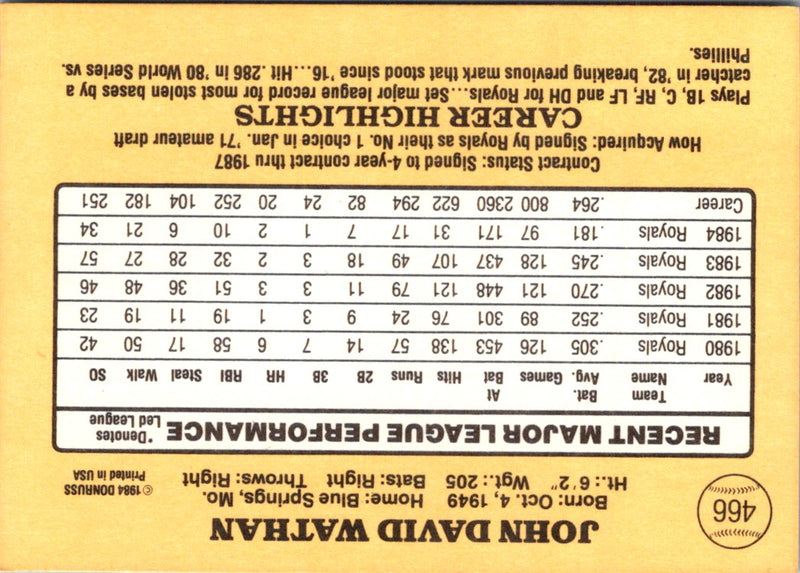 466
JOHN DAVID WATHAN
Born: Oct. 4, 1949 Home: Blue Springs, Mo.
Ht.: 6'2" Wgt.: 205 Bats: Right Throws: Right
© 1984 DONRUSS
Printed in USA
RECENT MAJOR LEAGUE PERFORMANCE *Denotes Led League
Year Team Name Bat. Avg. Games At Bat Hits Runs 2B 3B HR RBI Steal Walk SO
1980 Royals .305 126 453 138 57 14 7 6 58 17 50 42
1981 Royals .252 89 301 76 24 9 3 1 19 11 19 23
1982 Royals .270 121 448 121 79 11 3 3 51 36 48 46
1983 Royals .245 128 437 107 49 18 3 2 32 28 27 57
1984 Royals .181 97 171 31 17 7 1 2 10 6 21 34
Career .264 800 2360 622 294 82 24 20 252 104 182 251
Contract Status: Signed to 4-year contract thru 1987
How Acquired: Signed by Royals as their No. 1 choice in Jan. '71 amateur draft
CAREER HIGHLIGHTS
Plays 1B, C, RF, LF and DH for Royals...Set major league record for most stolen bases by a
catcher in '82, breaking previous mark that stood since '16...Hit .286 in '80 World Series vs.
Phillies.